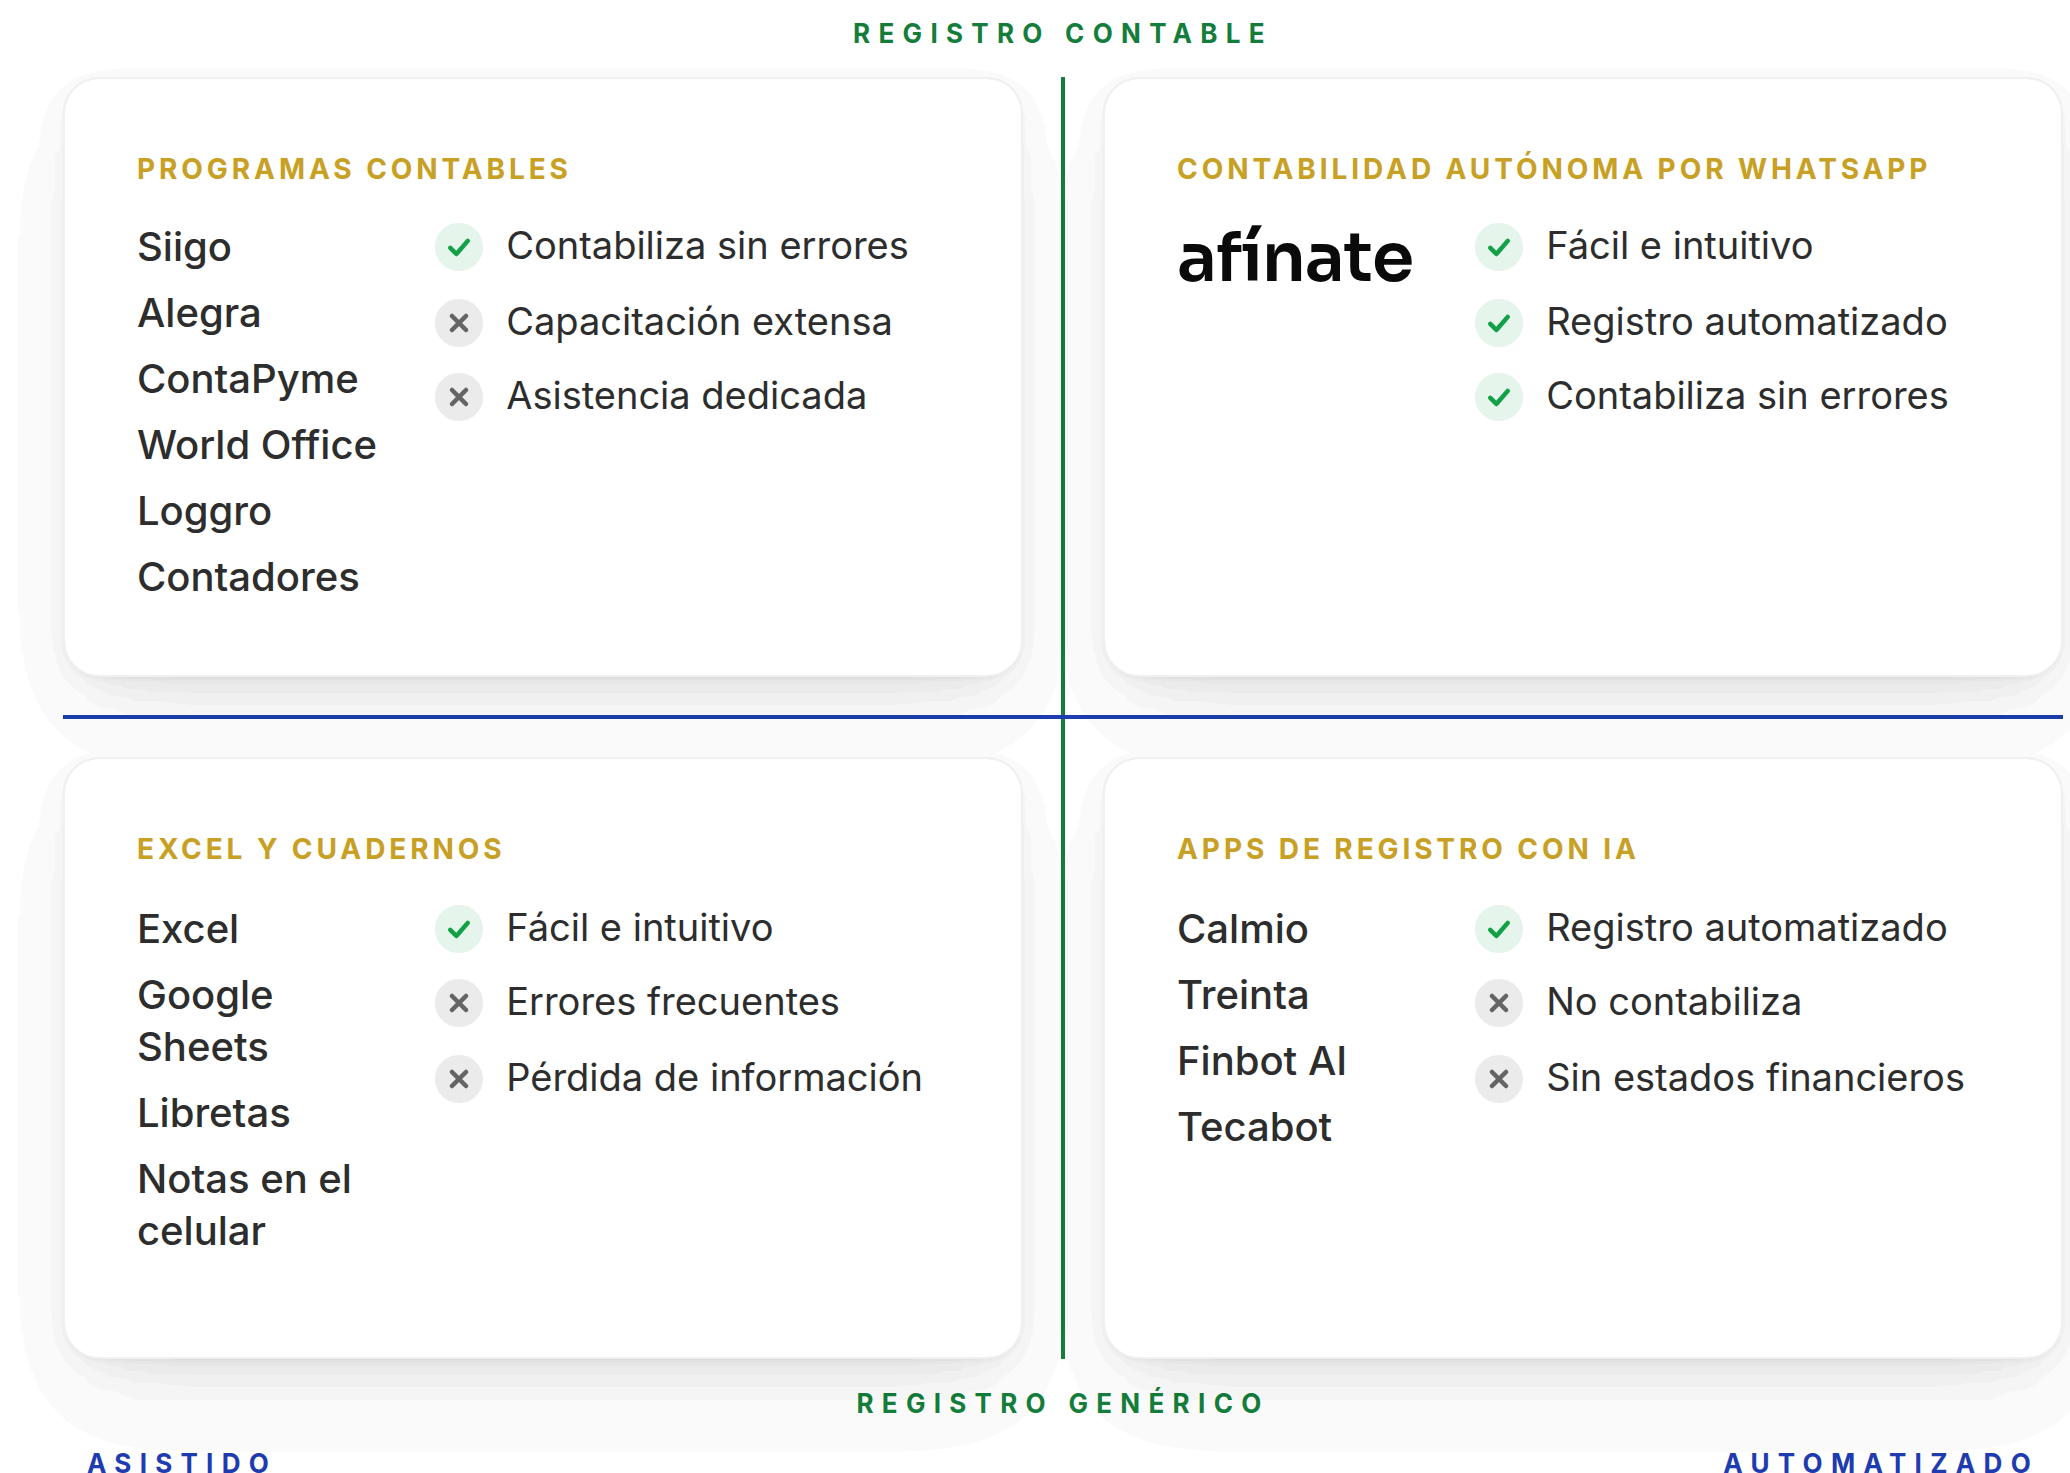 REGISTRO CONTABLE
PROGRAMAS CONTABLES
Siigo
Alegra
ContaPyme
World Office
Loggro
Contadores
Contabiliza sin errores
Capacitación extensa
Asistencia dedicada
CONTABILIDAD AUTÓNOMA POR WHATSAPP
afínate
Fácil e intuitivo
Registro automatizado
Contabiliza sin errores
EXCEL Y CUADERNOS
Excel
Google
Sheets
Libretas
Notas en el
celular
Fácil e intuitivo
Errores frecuentes
Pérdida de información
APPS DE REGISTRO CON IA
Calmio
Treinta
Finbot AI
Tecabot
Registro automatizado
No contabiliza
Sin estados financieros
REGISTRO GENÉRICO
ASISTIDO
AUTOMATIZADO